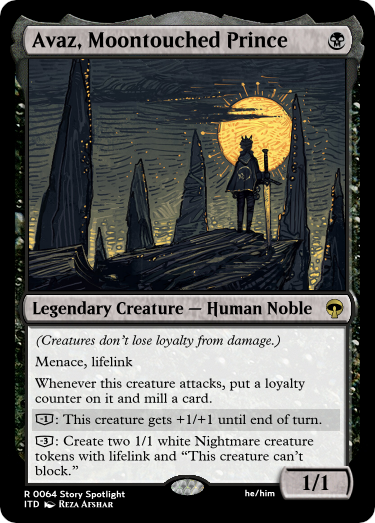 Avaz, Moontouched Prince
Legendary Creature — Human Noble
(Creatures don't lose loyalty from damage.)
Menace, lifelink
Whenever this creature attacks, put a loyalty
counter on it and mill a card.
-1: This creature gets +1/+1 until end of turn.
-3: Create two 1/1 white Nightmare creature
tokens with lifelink and “This creature can't
block.”
1/1
R 0064 Story Spotlight
he/him
ITD Reza Afshar